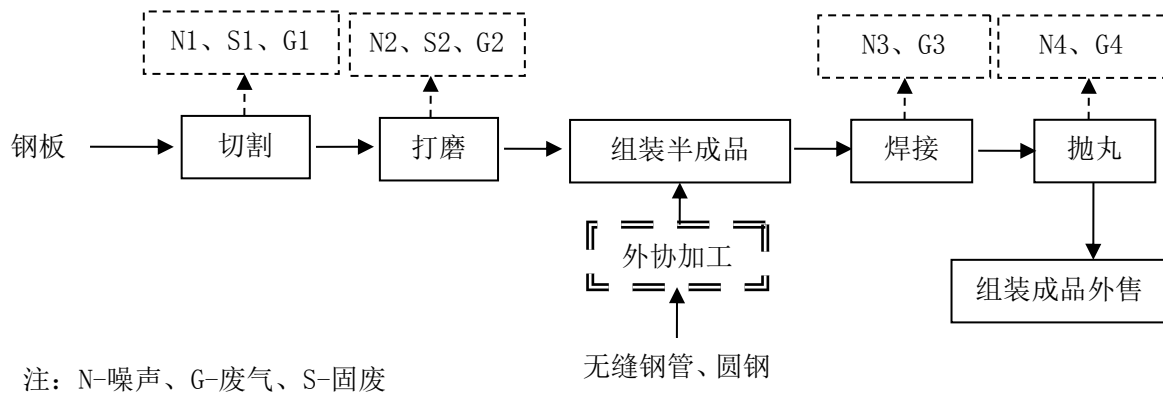 N1、S1、G1
N2、S2、G2
N3、G3
N4、G4
钢板
切割
打磨
组装半成品
焊接
抛丸
外协加工
组装成品外售
无缝钢管、圆钢
注：N-噪声、G-废气、S-固废